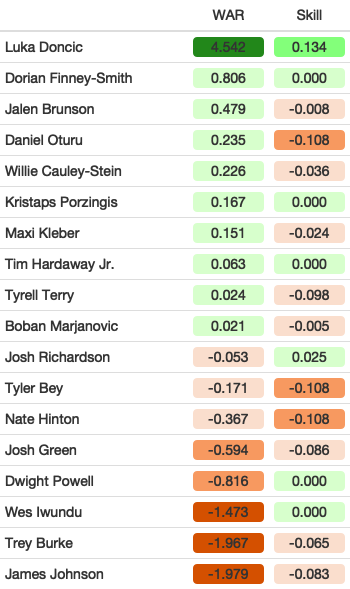 WAR Skill
Luka Doncic 4.542 0.134
Dorian Finney-Smith 0.806 0.000
Jalen Brunson 0.479 -0.008
Daniel Oturu 0.235 -0.108
Willie Cauley-Stein 0.226 -0.036
Kristaps Porzingis 0.167 0.000
Maxi Kleber 0.151 -0.024
Tim Hardaway Jr. 0.063 0.000
Tyrell Terry 0.024 -0.098
Boban Marjanovic 0.021 -0.005
Josh Richardson -0.053 0.025
Tyler Bey -0.171 -0.108
Nate Hinton -0.367 -0.108
Josh Green -0.594 -0.086
Dwight Powell -0.816 0.000
Wes Iwundu -1.473 0.000
Trey Burke -1.967 -0.065
James Johnson -1.979 -0.083